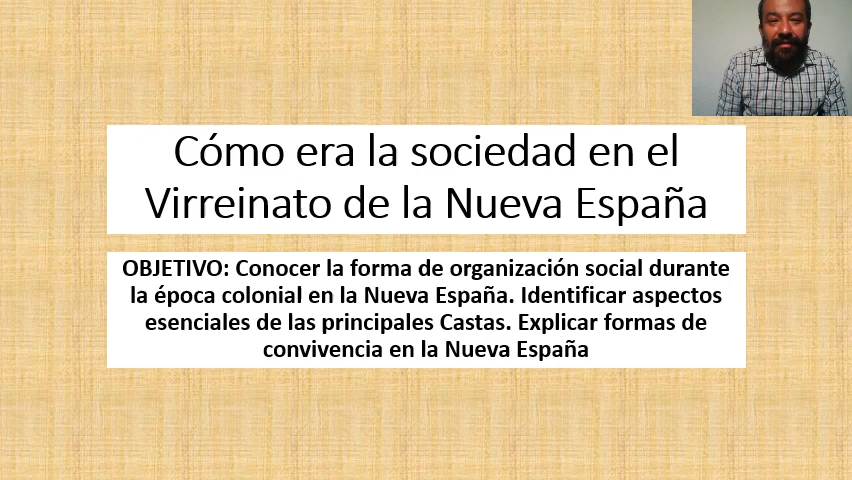 Cómo era la sociedad en el
Virreinato de la Nueva España
OBJETIVO: Conocer la forma de organización social durante
la época colonial en la Nueva España. Identificar aspectos
esenciales de las principales Castas. Explicar formas de
convivencia en la Nueva España